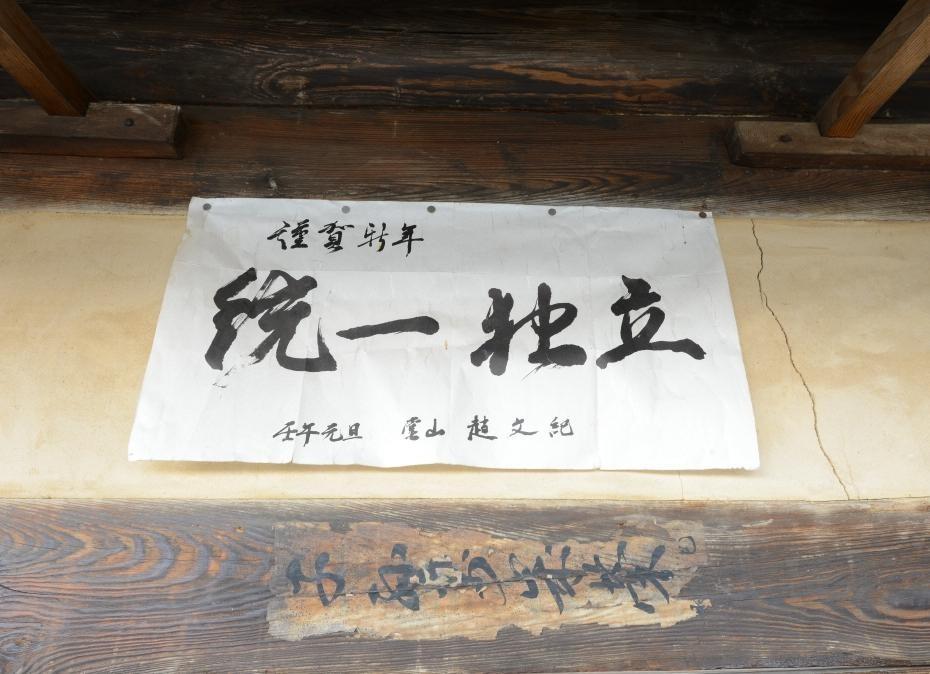 謹賀新年
統一独立
壬午元旦 雲山 趙文紀